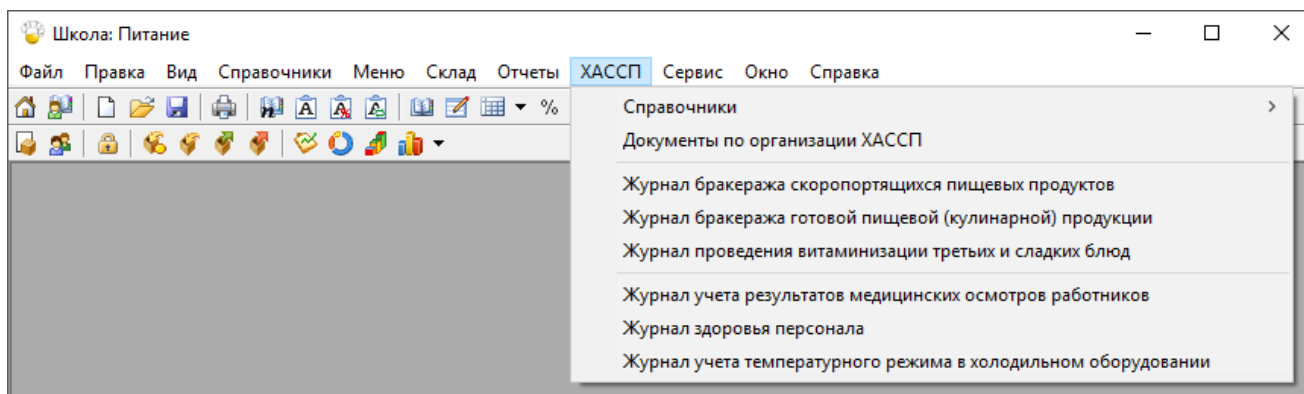 Школа: Питание
Файл Правка Вид Справочники Меню Склад Отчеты ХАССП Сервис Окно Справка
%
Справочники
Документы по организации ХАССП
Журнал бракеража скоропортящихся пищевых продуктов
Журнал бракеража готовой пищевой (кулинарной) продукции
Журнал проведения витаминизации третьих и сладких блюд
Журнал учета результатов медицинских осмотров работников
Журнал здоровья персонала
Журнал учета температурного режима в холодильном оборудовании